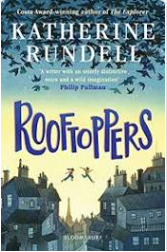 Costa Award-winning author of The Explorer
KATHERINE
RUNDELL
'A writer with an utterly distinctive
voice and a wild imagination'
Philip Pullman
ROOFTOPPERS
BLOOMSBURY